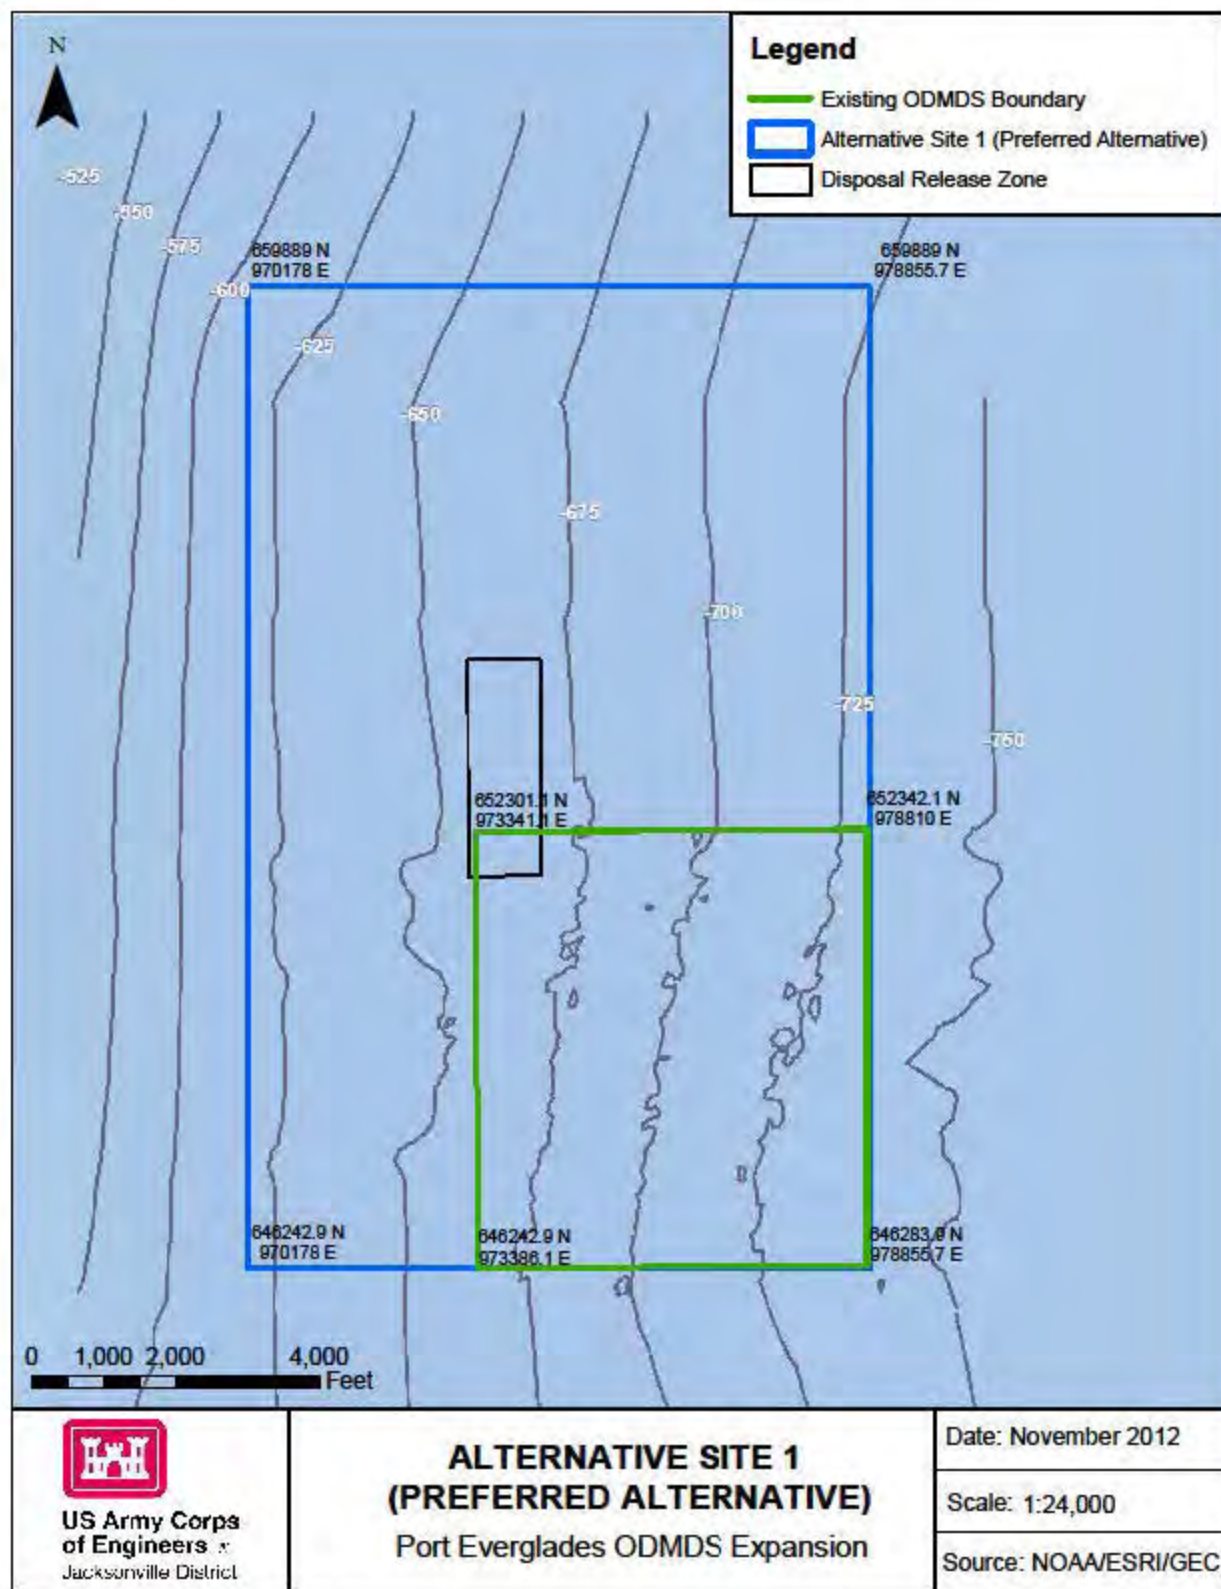 N
Legend
Existing ODMDS Boundary
Alternative Site 1 (Preferred Alternative)
Disposal Release Zone
-525
-550
-575
-600
659889 N
970178 E
659889 N
978855.7 E
-625
-650
-675
-700
-725
-750
652301.1 N
973341.1 E
652342.1 N
978810 E
646242.9 N
970178 E
646242.9 N
973386.1 E
646283.9 N
978855.7 E
0 1,000 2,000 4,000
Feet
US Army Corps
of Engineers
Jacksonville District
ALTERNATIVE SITE 1
(PREFERRED ALTERNATIVE)
Port Everglades ODMDS Expansion
Date: November 2012
Scale: 1:24,000
Source: NOAA/ESRI/GEC